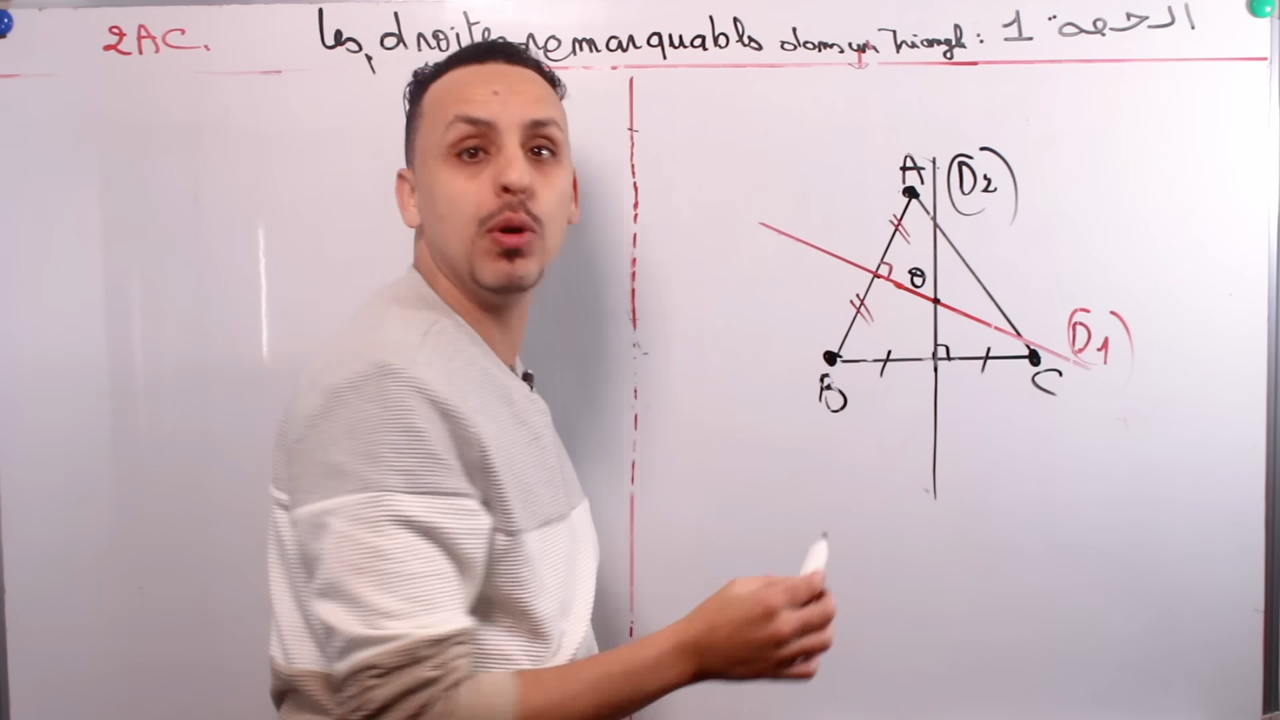 2AC.
Les droites remarquables dans un Triangle : الحصة 1
A
(D2)
O
(D1)
B
C